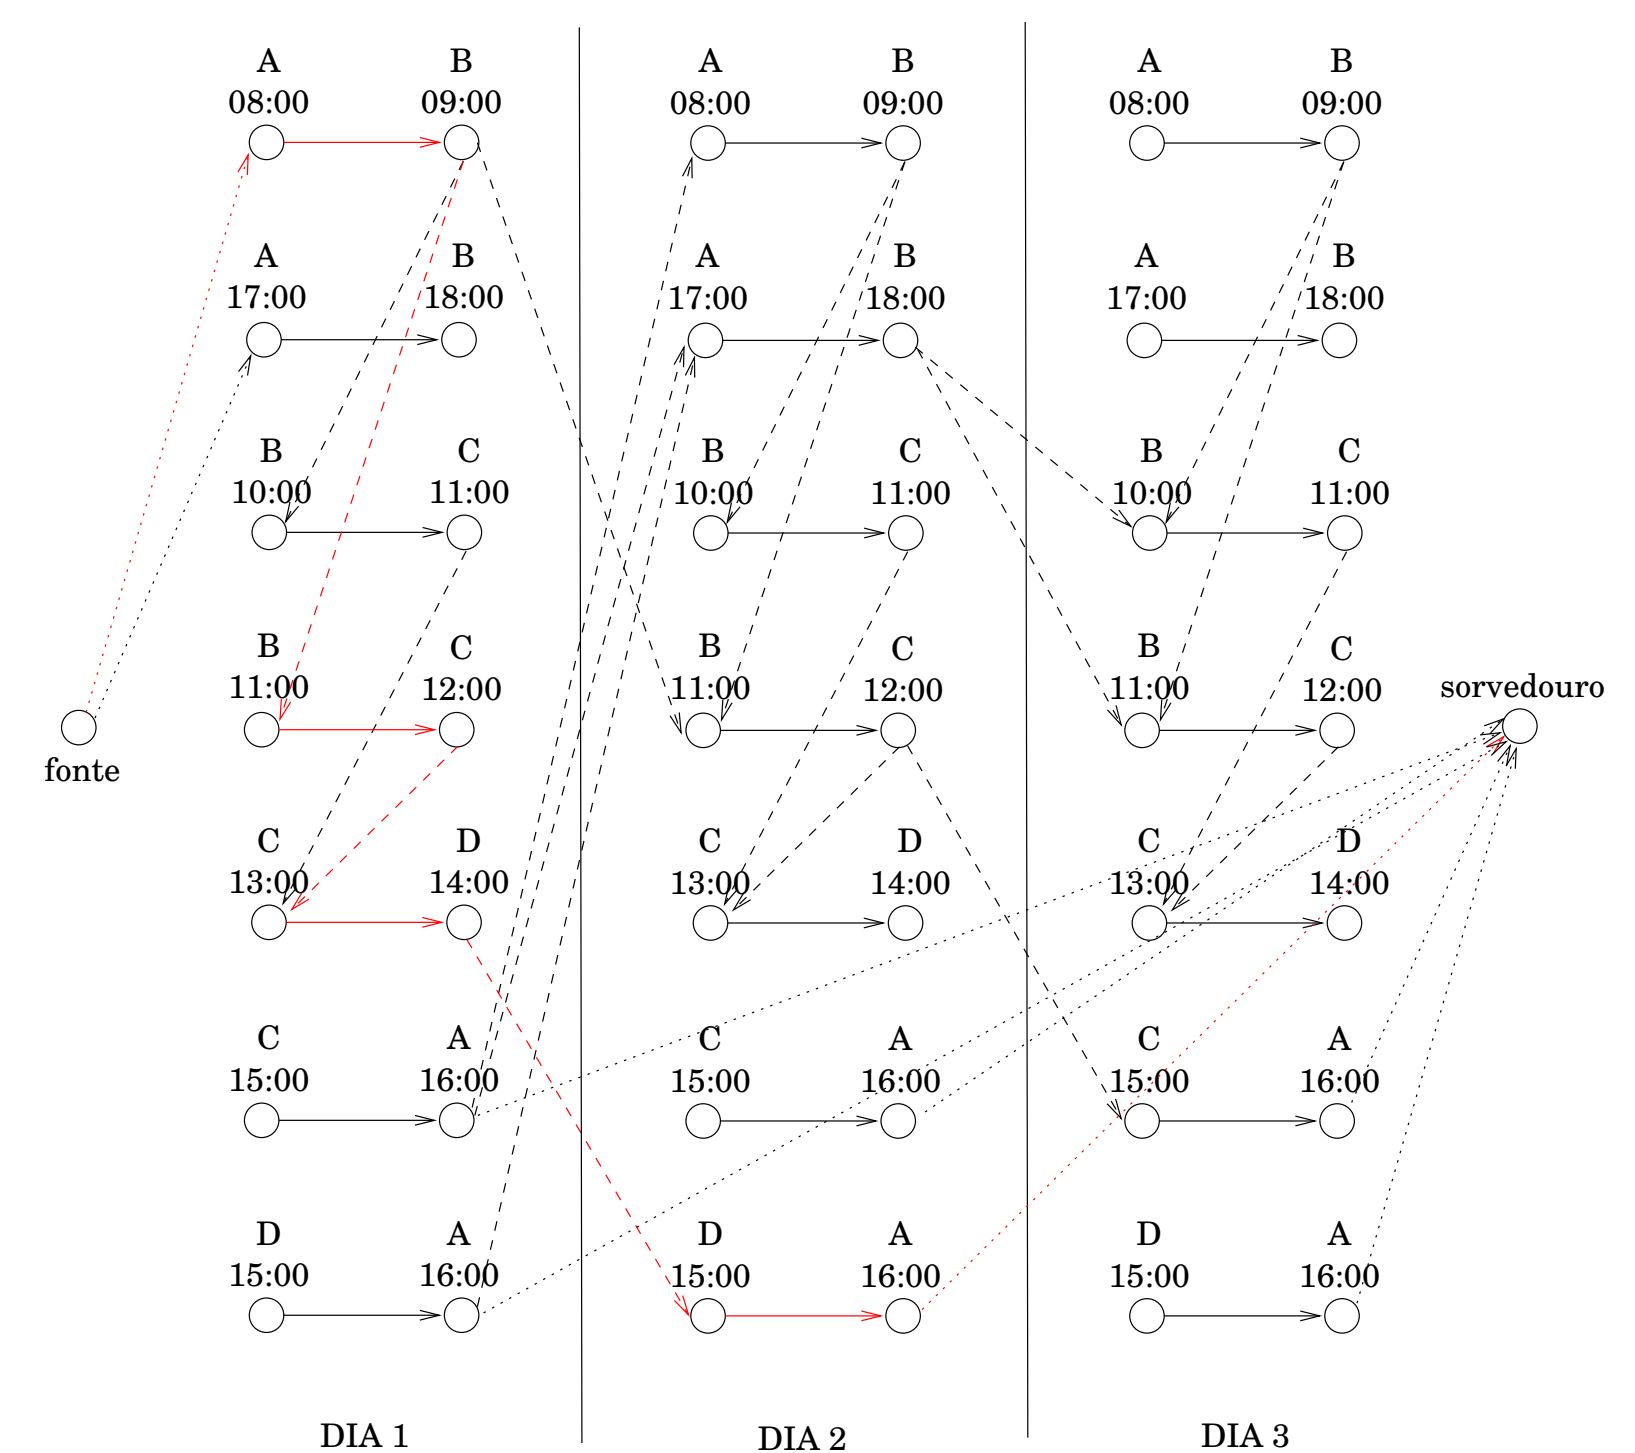 A B A B A B
08:00 09:00 08:00 09:00 08:00 09:00
A B A B A B
17:00 18:00 17:00 18:00 17:00 18:00
B C B C B C
10:00 11:00 10:00 11:00 10:00 11:00
B C B C B C
11:00 12:00 11:00 12:00 11:00 12:00
sorvedouro
fonte
C D C D C D
13:00 14:00 13:00 14:00 13:00 14:00
C A C A C A
15:00 16:00 15:00 16:00 15:00 16:00
D A D A D A
15:00 16:00 15:00 16:00 15:00 16:00
DIA 1 DIA 2 DIA 3